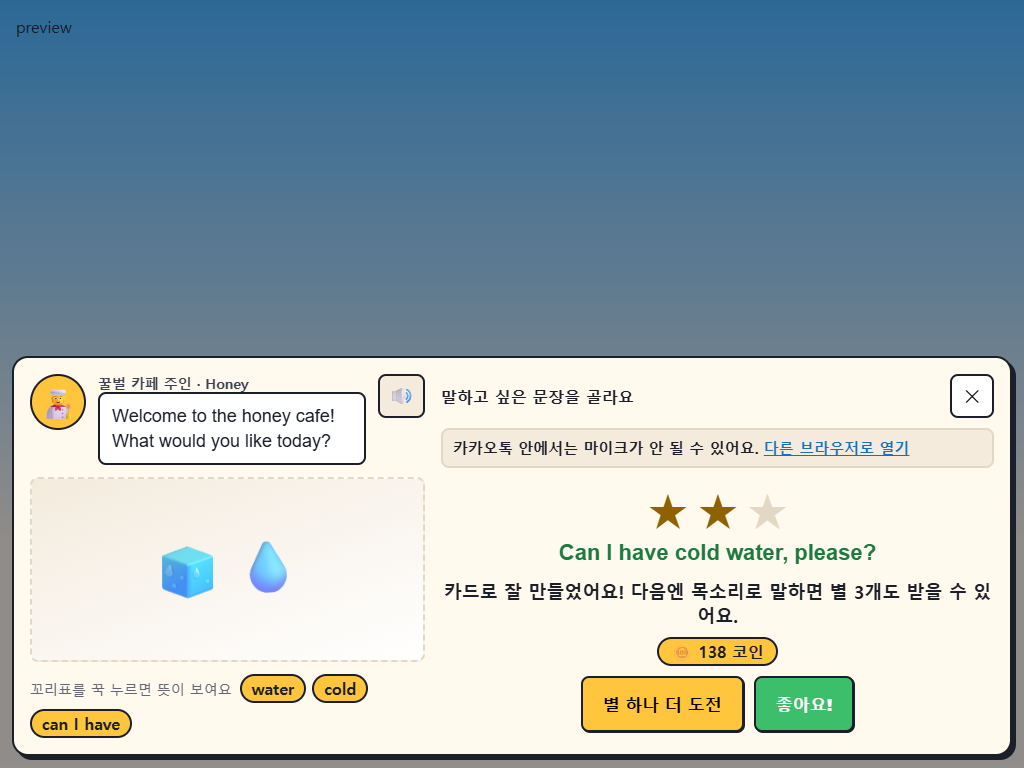 preview
꿀벌 카페 주인 · Honey
Welcome to the honey cafe!
What would you like today?
꼬리표를 꾹 누르면 뜻이 보여요 water cold
can I have
말하고 싶은 문장을 골라요
카카오톡 안에서는 마이크가 안 될 수 있어요. 다른 브라우저로 열기
Can I have cold water, please?
카드로 잘 만들었어요! 다음엔 목소리로 말하면 별 3개도 받을 수 있
어요.
138 코인
별 하나 더 도전 좋아요!